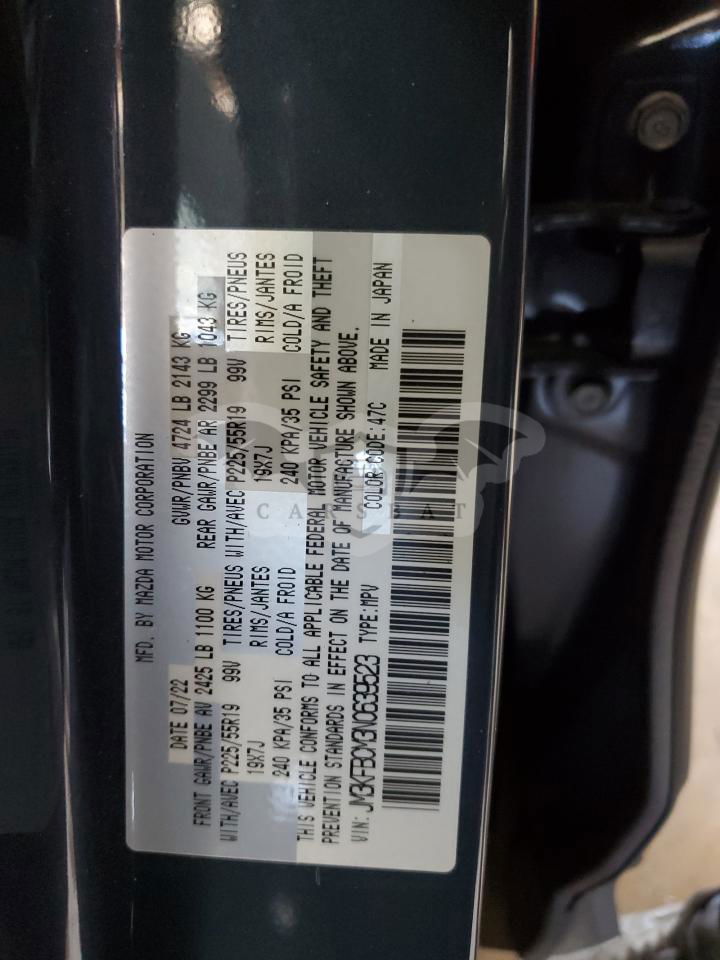 MFD. BY MAZDA MOTOR CORPORATION
DATE 07/22 GVWR/PNBV 4724 LB 2143 KG
FRONT GAWR/PNBE AV 2425 LB 1100 KG REAR GAWR/PNBE AR 2299 LB 1043 KG
WITH/AVEC P225/55R19 99V TIRES/PNEUS WITH/AVEC P225/55R19 99V TIRES/PNEUS
19X7J RIMS/JANTES 19X7J RIMS/JANTES
240 KPA/35 PSI COLD/A FROID 240 KPA/35 PSI COLD/A FROID
THIS VEHICLE CONFORMS TO ALL APPLICABLE FEDERAL MOTOR VEHICLE SAFETY AND THEFT
PREVENTION STANDARDS IN EFFECT ON THE DATE OF MANUFACTURE SHOWN ABOVE.
VIN: JM3KFBCM3N0639523 TYPE:MPV COLOR CODE:47C MADE IN JAPAN
CARSBAT